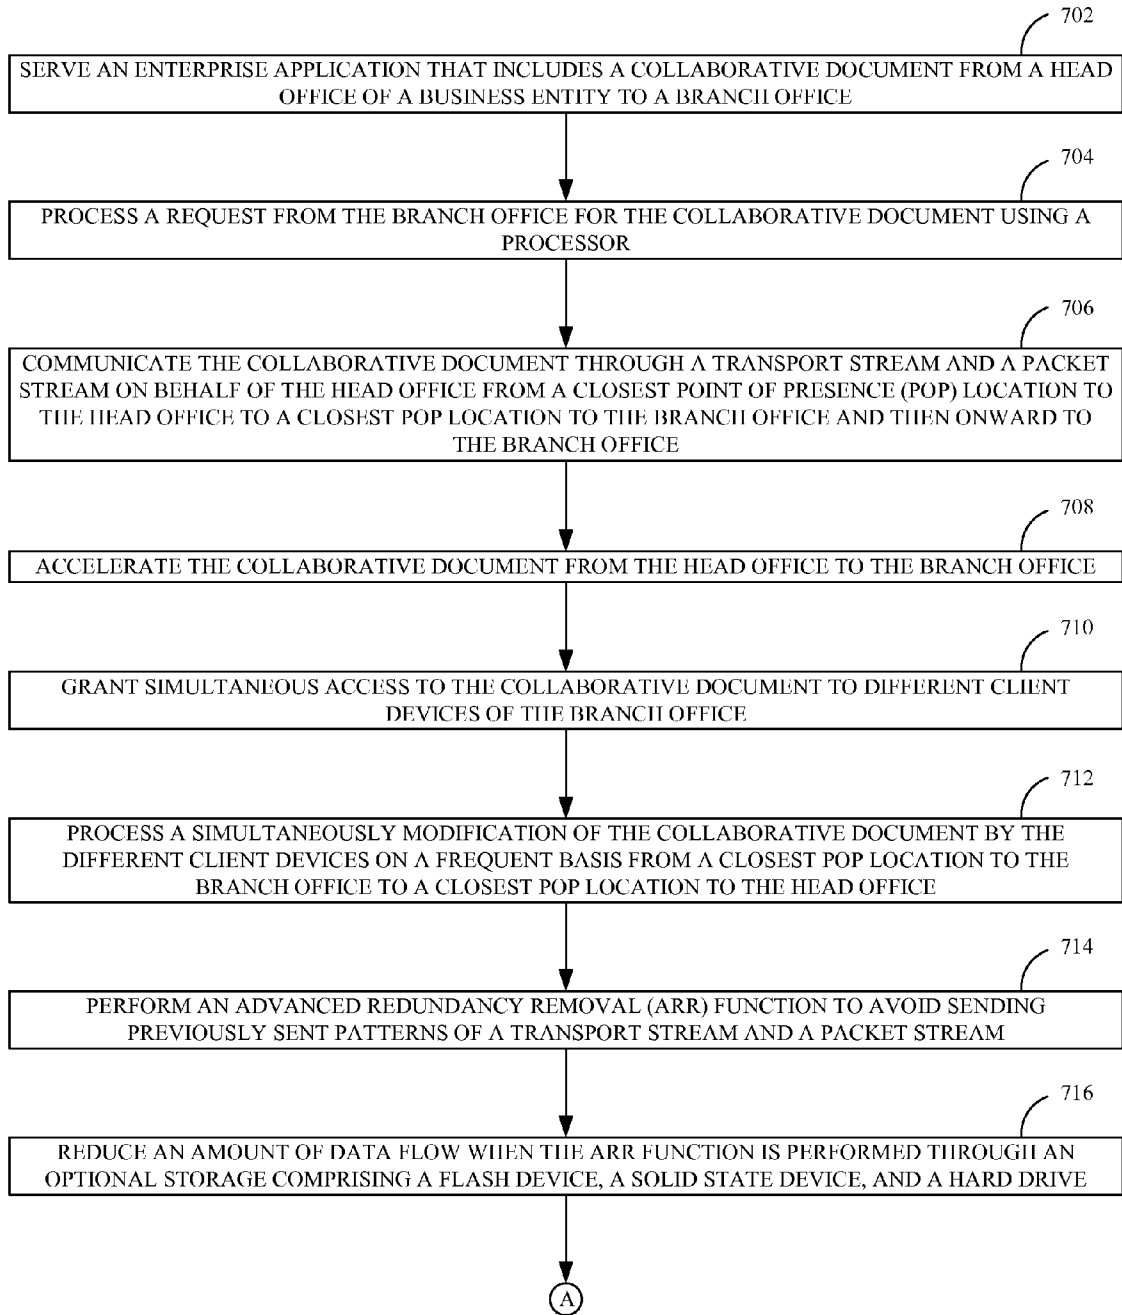 702
SERVE AN ENTERPRISE APPLICATION THAT INCLUDES A COLLABORATIVE DOCUMENT FROM A HEAD
OFFICE OF A BUSINESS ENTITY TO A BRANCH OFFICE
704
PROCESS A REQUEST FROM THE BRANCH OFFICE FOR THE COLLABORATIVE DOCUMENT USING A
PROCESSOR
706
COMMUNICATE THE COLLABORATIVE DOCUMENT THROUGH A TRANSPORT STREAM AND A PACKET
STREAM ON BEHALF OF THE HEAD OFFICE FROM A CLOSEST POINT OF PRESENCE (POP) LOCATION TO
THE HEAD OFFICE TO A CLOSEST POP LOCATION TO THE BRANCH OFFICE AND THEN ONWARD TO
THE BRANCH OFFICE
708
ACCELERATE THE COLLABORATIVE DOCUMENT FROM THE HEAD OFFICE TO THE BRANCH OFFICE
710
GRANT SIMULTANEOUS ACCESS TO THE COLLABORATIVE DOCUMENT TO DIFFERENT CLIENT
DEVICES OF THE BRANCH OFFICE
712
PROCESS A SIMULTANEOUSLY MODIFICATION OF THE COLLABORATIVE DOCUMENT BY THE
DIFFERENT CLIENT DEVICES ON A FREQUENT BASIS FROM A CLOSEST POP LOCATION TO THE
BRANCH OFFICE TO A CLOSEST POP LOCATION TO THE HEAD OFFICE
714
PERFORM AN ADVANCED REDUNDANCY REMOVAL (ARR) FUNCTION TO AVOID SENDING
PREVIOUSLY SENT PATTERNS OF A TRANSPORT STREAM AND A PACKET STREAM
716
REDUCE AN AMOUNT OF DATA FLOW WHEN THE ARR FUNCTION IS PERFORMED THROUGH AN
OPTIONAL STORAGE COMPRISING A FLASH DEVICE, A SOLID STATE DEVICE, AND A HARD DRIVE
A